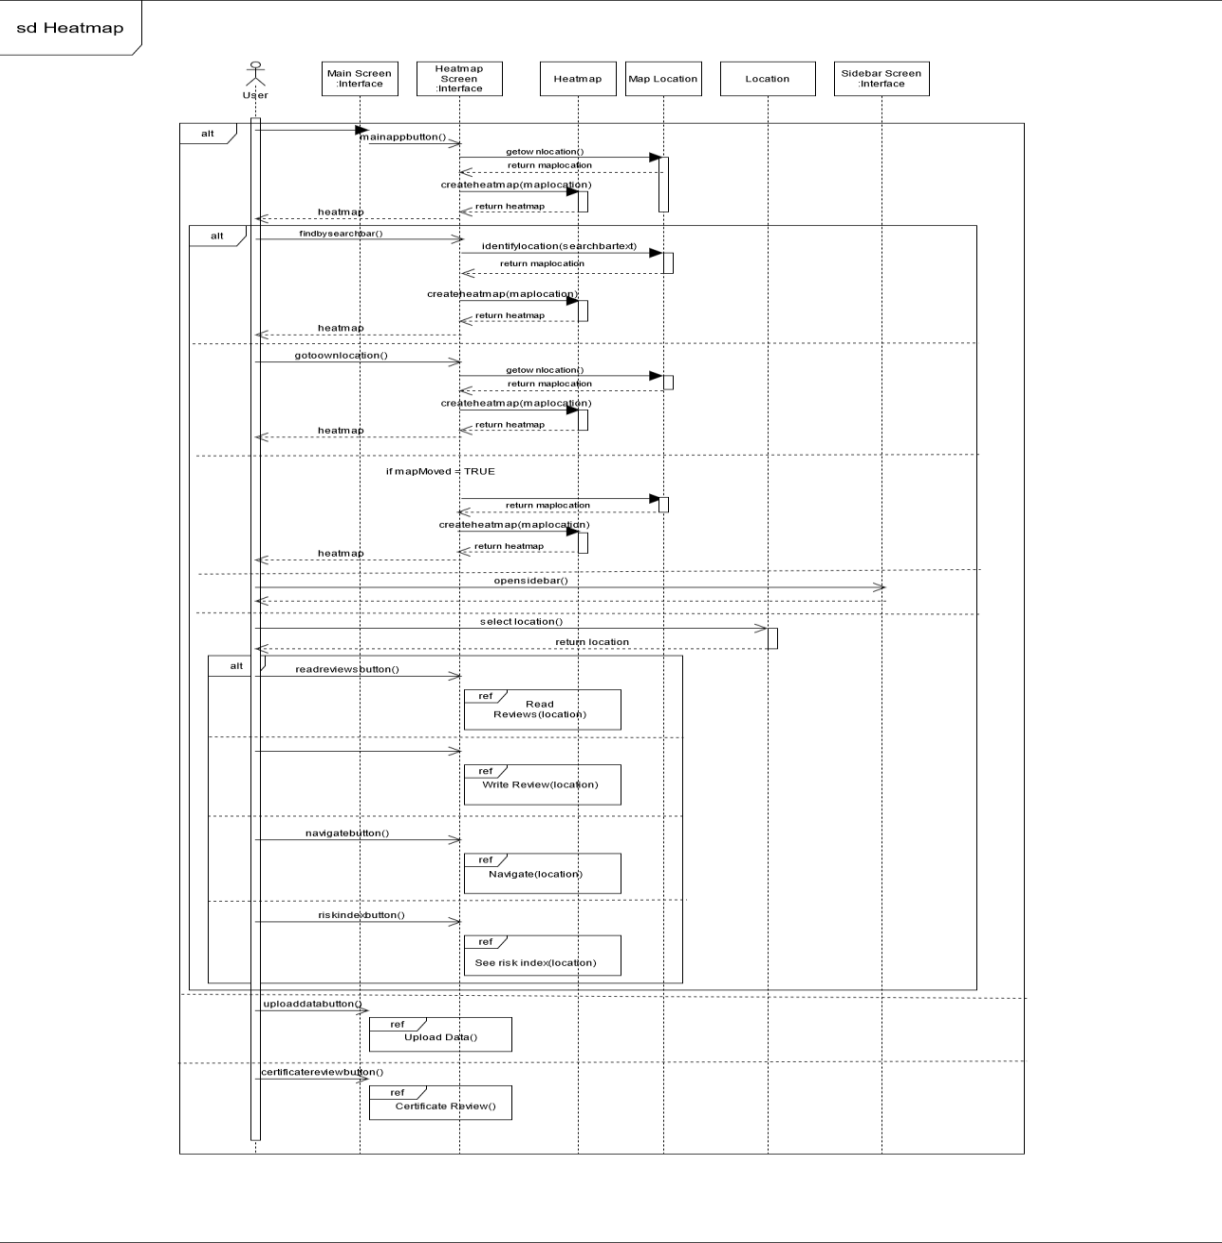 sd Heatmap
User
Main Screen
:Interface
Heatmap
Screen
:Interface
Heatmap
Map Location
Location
Sidebar Screen
:Interface
alt
mainappbutton()
getownlocation()
return maplocation
createheatmap(maplocation)
return heatmap
heatmap
alt
findbysearchbar()
identifylocation(searchbartext)
return maplocation
createheatmap(maplocation)
return heatmap
heatmap
gotoownlocation()
getownlocation()
return maplocation
createheatmap(maplocation)
return heatmap
heatmap
if mapMoved = TRUE
return maplocation
createheatmap(maplocation)
return heatmap
heatmap
opensidebar()
select location()
return location
alt
readreviewsbutton()
ref
Read
Reviews(location)
ref
Write Review(location)
navigatebutton()
ref
Navigate(location)
riskindexbutton()
ref
See risk index(location)
uploaddatabutton()
ref
Upload Data()
certificatereviewbutton()
ref
Certificate Review()